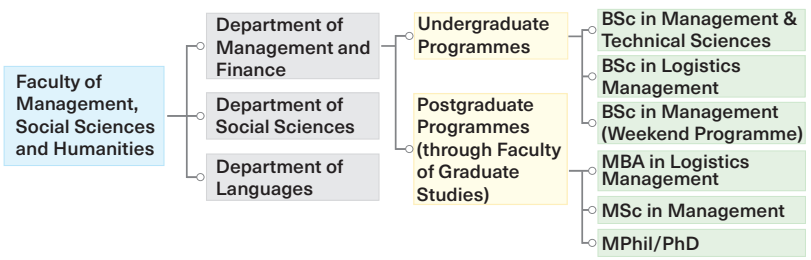 Faculty of
Management,
Social Sciences
and Humanities
Department of
Management and
Finance
Department of
Social Sciences
Department of
Languages
Undergraduate
Programmes
Postgraduate
Programmes
(through Faculty
of Graduate
Studies)
BSc in Management &
Technical Sciences
BSc in Logistics
Management
BSc in Management
(Weekend Programme)
MBA in Logistics
Management
MSc in Management
MPhil/PhD